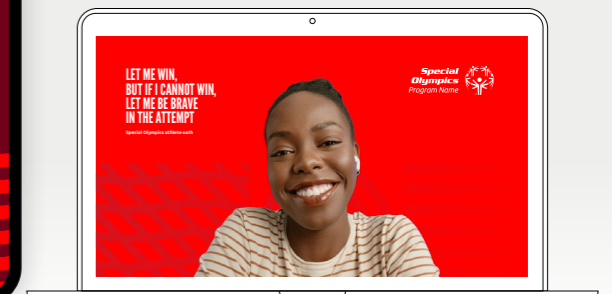 LET ME WIN,
BUT IF I CANNOT WIN,
LET ME BE BRAVE
IN THE ATTEMPT
Special Olympics athlete oath
Special
Olympics
Program Name